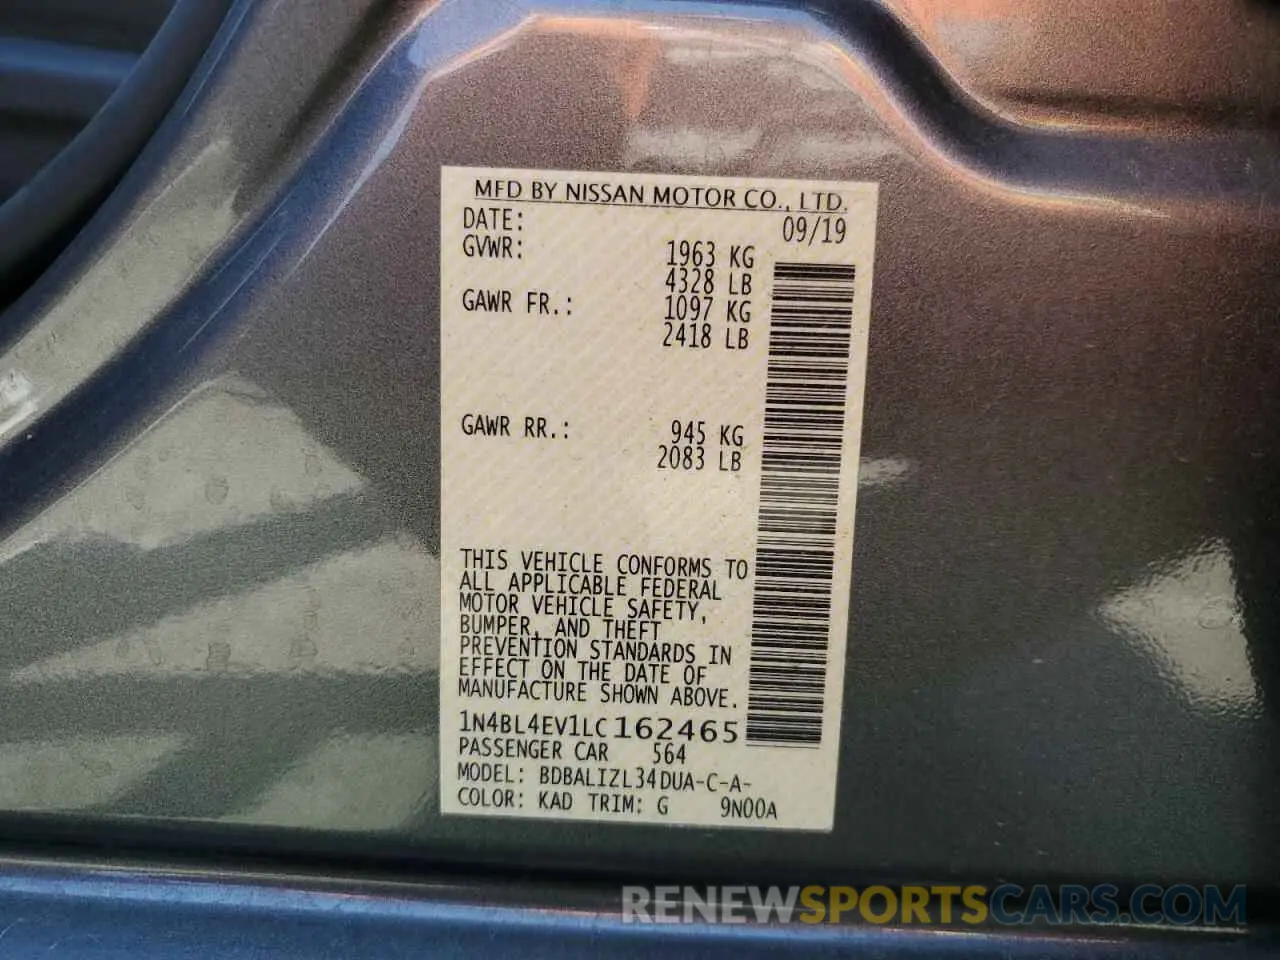 MFD BY NISSAN MOTOR CO., LTD.
DATE: 09/19
GVWR: 1963 KG
4328 LB
GAWR FR.: 1097 KG
2418 LB
GAWR RR.: 945 KG
2083 LB
THIS VEHICLE CONFORMS TO
ALL APPLICABLE FEDERAL
MOTOR VEHICLE SAFETY,
BUMPER, AND THEFT
PREVENTION STANDARDS IN
EFFECT ON THE DATE OF
MANUFACTURE SHOWN ABOVE.
1N4BL4EV1LC162465
PASSENGER CAR 564
MODEL: BDBALIZL34DUA-C-A-
COLOR: KAD TRIM: G 9N00A
RENEWSPORTSCARS.COM